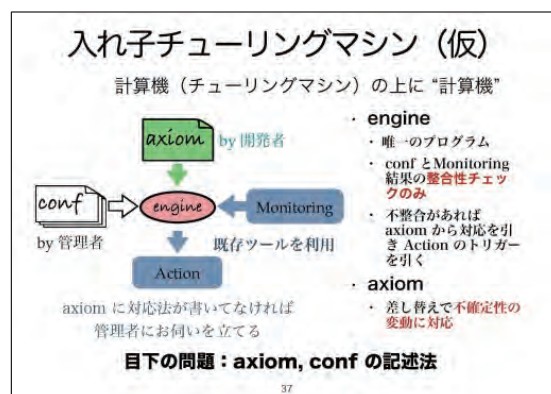 入れ子チューリングマシン（仮）
計算機（チューリングマシン）の上に “計算機”
axiom
by 開発者
conf
by 管理者
engine
Monitoring
既存ツールを利用
Action
axiom に対応法が書いてなければ
管理者にお伺いを立てる
・ engine
・ 唯一のプログラム
・ conf とMonitoring
結果の整合性チェッ
クのみ
・ 不整合があれば
axiom から対応を引
き Action のトリガー
を引く
・ axiom
・ 差し替えで不確定性の
変動に対応
目下の問題：axiom, conf の記述法
37